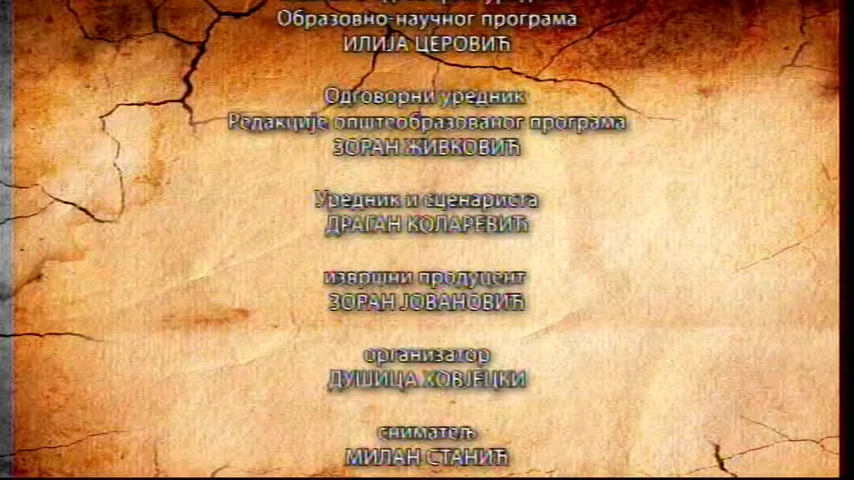 Образовно-научног програма
ИЛИЈА ЦЕРОВИЋ
Одговорни уредник
Редакције општеобразованог програма
ЗОРАН ЖИВКОВИЋ
Уредник и сценариста
ДРАГАН КОЛАРЕВИЋ
извршни продуцент
ЗОРАН ЈОВАНОВИЋ
организатор
ДУШИЦА ХОВЈЕЦКИ
сниматељ
МИЛАН СТАНИЋ